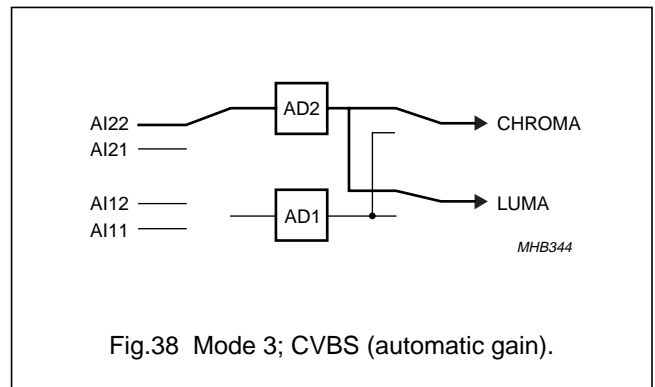 AI22
AD2
CHROMA
AI21
AI12
LUMA
AI11
AD1
MHB344
Fig.38 Mode 3; CVBS (automatic gain).